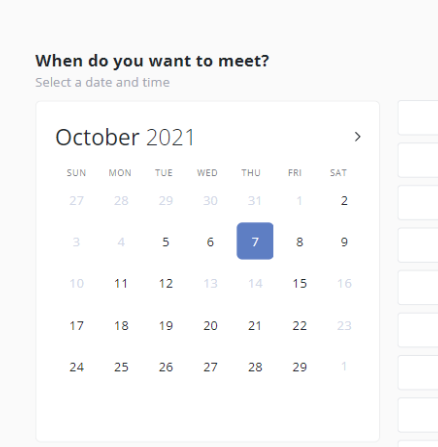 When do you want to meet?
Select a date and time
October 2021
SUN MON TUE WED THU FRI SAT
27 28 29 30 31 1 2
3 4 5 6 7 8 9
10 11 12 13 14 15 16
17 18 19 20 21 22 23
24 25 26 27 28 29 1